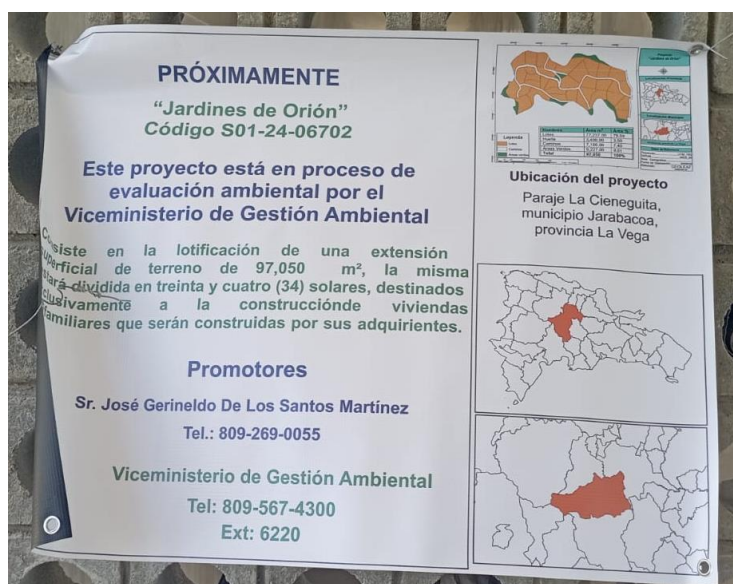 PRÓXIMAMENTE
“Jardines de Orión”
Código S01-24-06702
Este proyecto está en proceso de
evaluación ambiental por el
Viceministerio de Gestión Ambiental
siste en la lotificación de una extensión
uperficial de terreno de 97,050 m², la misma
stará dividida en treinta y cuatro (34) solares, destinados
clusivamente a la construcciónde viviendas
familiares que serán construidas por sus adquirientes.
Promotores
Sr. José Gerineldo De Los Santos Martínez
Tel.: 809-269-0055
Viceministerio de Gestión Ambiental
Tel: 809-567-4300
Ext: 6220
Leyenda
Ubicación del proyecto
Paraje La Cieneguita,
municipio Jarabacoa,
provincia La Vega